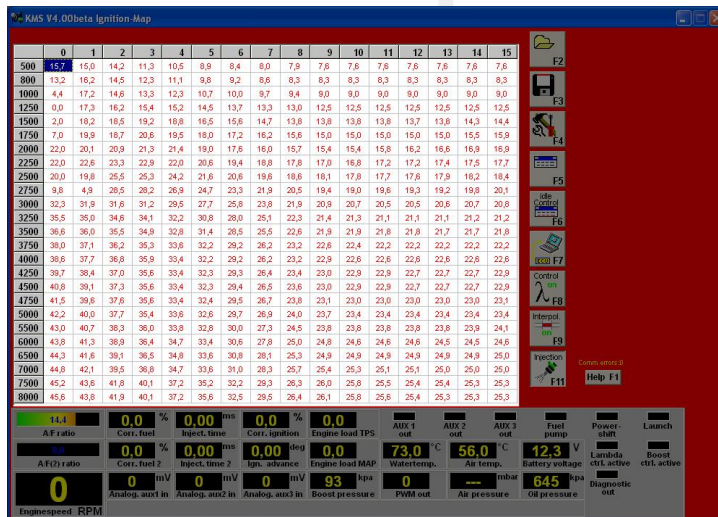 KMS V4.00beta Ignition-Map
0 1 2 3 4 5 6 7 8 9 10 11 12 13 14 15
500 15,7 15,0 14,2 11,3 10,5 8,9 8,4 8,0 7,9 7,6 7,6 7,6 7,6 7,6 7,6 7,6
800 13,2 16,2 14,5 12,3 11,1 9,8 9,2 8,6 8,3 8,3 8,3 8,3 8,3 8,3 8,3 8,3
1000 4,4 17,2 14,6 13,3 12,3 10,7 10,0 9,7 9,4 9,0 9,0 9,0 9,0 9,0 9,0 9,0
1250 0,0 17,3 16,2 15,4 15,2 14,5 13,7 13,3 13,0 12,5 12,5 12,5 12,5 12,5 12,5 12,5
1500 2,0 18,2 18,5 19,2 18,8 16,5 15,6 14,7 13,8 13,8 13,8 13,8 13,7 13,8 14,3 14,4
1750 7,0 19,9 18,7 20,6 19,5 18,0 17,2 16,2 15,6 15,0 15,0 15,0 15,0 15,0 15,5 15,9
2000 22,0 20,1 20,9 21,3 21,4 19,0 17,6 16,0 15,7 15,4 15,4 15,8 16,2 16,6 16,9 16,9
2250 22,0 22,6 23,3 22,9 22,0 20,6 19,4 18,8 17,8 17,0 16,8 17,2 17,2 17,4 17,5 17,7
2500 20,0 19,8 25,5 25,3 24,2 21,6 20,6 19,6 18,6 18,1 17,8 17,7 17,6 17,9 18,2 18,4
2750 9,8 4,9 28,5 28,2 26,9 24,7 23,3 21,9 20,5 19,4 19,0 19,6 19,3 19,2 19,8 20,1
3000 32,3 31,9 31,6 31,2 29,5 27,7 25,8 23,8 21,9 20,9 20,7 20,5 20,5 20,6 20,7 20,8
3250 35,5 35,0 34,6 34,1 32,2 30,8 28,0 25,1 22,3 21,4 21,3 21,1 21,1 21,1 21,2 21,2
3500 36,6 36,0 35,5 34,9 32,8 31,4 28,5 25,5 22,6 21,9 21,9 21,8 21,8 21,7 21,7 21,8
3750 38,0 37,1 36,2 35,3 33,6 32,2 29,2 26,2 23,2 22,6 22,4 22,2 22,2 22,2 22,2 22,2
4000 38,6 37,7 36,8 35,9 33,4 32,2 29,2 26,2 23,2 22,6 22,6 22,6 22,6 22,6 22,6 22,6
4250 39,7 38,4 37,0 35,6 33,4 32,3 29,3 26,4 23,4 23,0 22,9 22,9 22,7 22,7 22,7 22,9
4500 40,8 39,1 37,3 35,6 33,4 32,3 29,4 26,5 23,6 23,0 22,9 22,9 22,7 22,7 22,7 22,9
4750 41,5 39,6 37,6 35,6 33,4 32,4 29,5 26,7 23,8 23,1 23,0 23,0 23,0 23,0 23,0 23,1
5000 42,2 40,0 37,7 35,4 33,6 32,6 29,7 26,9 24,0 23,7 23,4 23,4 23,4 23,4 23,4 23,4
5500 43,0 40,7 38,3 36,0 33,8 32,8 30,0 27,3 24,5 23,8 23,8 23,8 23,8 23,8 23,9 24,1
6000 43,8 41,3 38,9 36,4 34,7 33,4 30,6 27,8 25,0 24,8 24,6 24,6 24,6 24,5 24,5 24,6
6500 44,3 41,6 39,1 36,5 34,8 33,6 30,8 28,1 25,3 24,9 24,9 24,9 24,9 24,9 24,9 25,0
7000 44,8 42,1 39,5 36,8 34,7 33,6 31,0 28,3 25,7 25,4 25,3 25,1 25,1 25,0 25,0 25,0
7500 45,2 43,6 41,8 40,1 37,2 35,2 32,2 29,3 26,3 26,0 25,8 25,5 25,4 25,4 25,3 25,3
8000 45,6 43,8 41,9 40,1 37,2 35,6 32,5 29,5 26,4 26,1 25,8 25,6 25,4 25,4 25,3 25,3
F2
F3
F4
F5
idle
Control
F6
ECU F7
Control
on
λ F8
Interpol.
on
F9
Injection
F11
Comm errors:0
Help F1
14,4 0,0 % 0,00 ms 0,0 % 0,0
A/F ratio Corr. fuel Inject. time Corr. ignition Engine load TPS AUX 1 out AUX 2 out AUX 3 out Fuel pump Power-shift Launch
0,0 0,0 % 0,00 ms 0,00 deg 0,0 73,0 °C 56,0 °C 12,3 V
A/F(2) ratio Corr. fuel 2 Inject. time 2 Ign. advance Engine load MAP Watertemp. Air temp. Battery voltage Lambda ctrl. active Boost ctrl. active
0 0 mV 0 mV 0 mV 93 kpa 0 --- mbar 645 kpa
Enginespeed RPM Analog. aux1 in Analog. aux2 in Analog. aux3 in Boost pressure PWM out Air pressure Oil pressure Diagnostic out